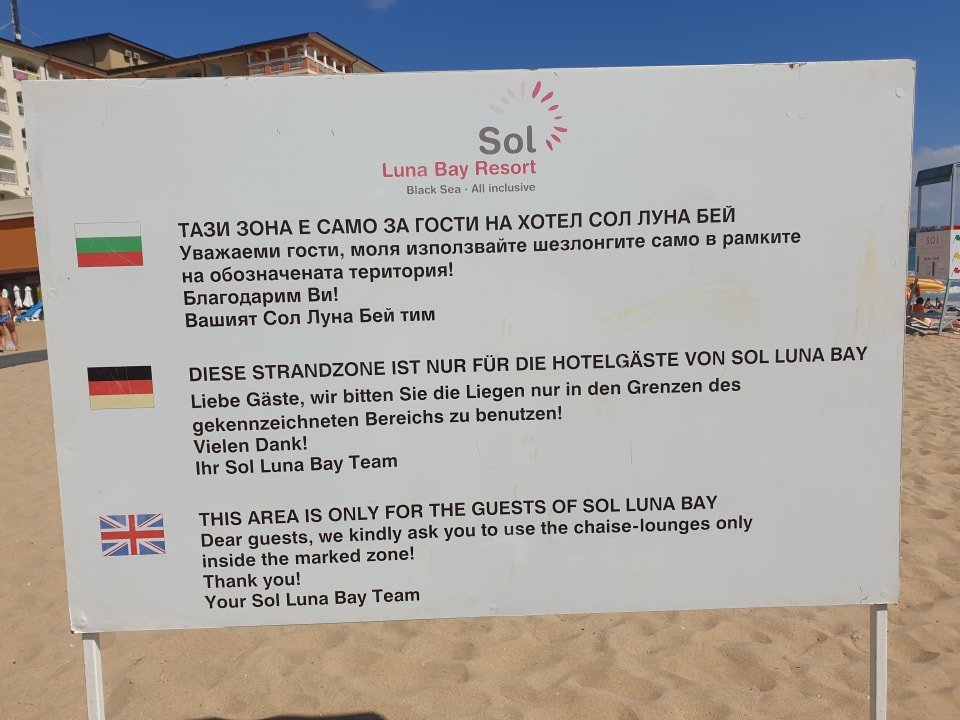 Sol
Luna Bay Resort
Black Sea · All inclusive
ТАЗИ ЗОНА Е САМО ЗА ГОСТИ НА ХОТЕЛ СОЛ ЛУНА БЕЙ
Уважаеми гости, моля използвайте шезлонгите само в рамките
на обозначената територия!
Благодарим Ви!
Вашият Сол Луна Бей тим
DIESE STRANDZONE IST NUR FÜR DIE HOTELGÄSTE VON SOL LUNA BAY
Liebe Gäste, wir bitten Sie die Liegen nur in den Grenzen des
gekennzeichneten Bereichs zu benutzen!
Vielen Dank!
Ihr Sol Luna Bay Team
THIS AREA IS ONLY FOR THE GUESTS OF SOL LUNA BAY
Dear guests, we kindly ask you to use the chaise-lounges only
inside the marked zone!
Thank you!
Your Sol Luna Bay Team
SOL